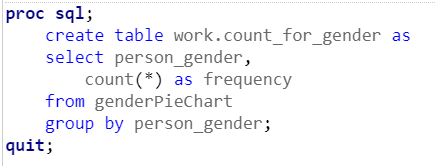 proc sql;
create table work.count_for_gender as
select person_gender,
count(*) as frequency
from genderPieChart
group by person_gender;
quit;